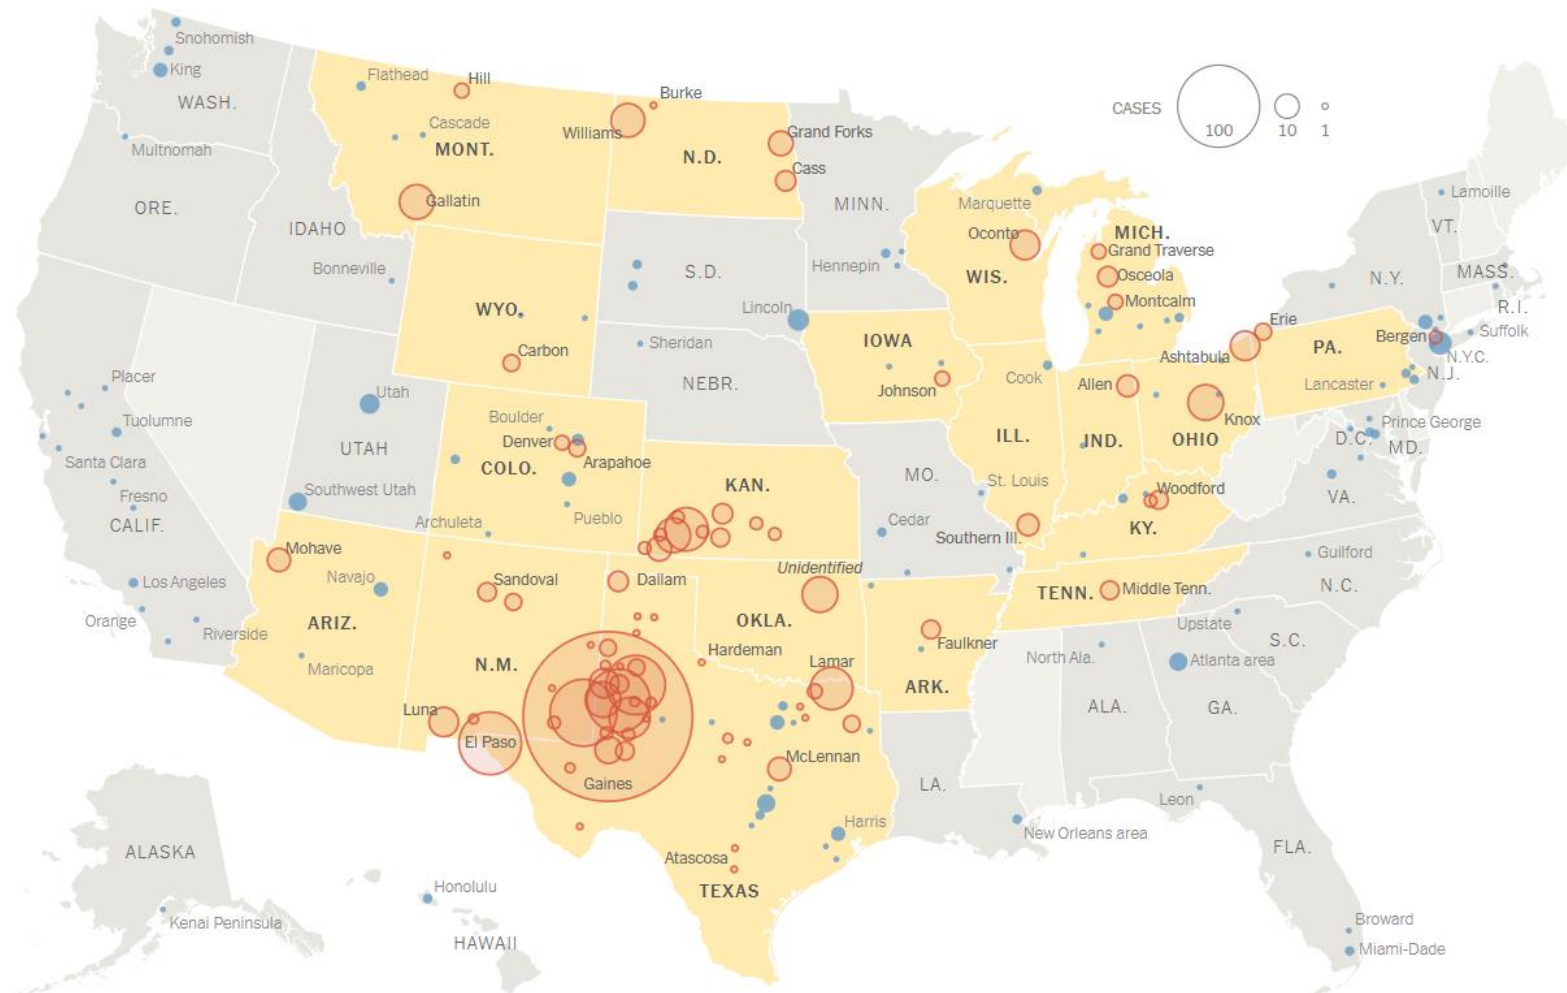 Snohomish
King
WASH.
Multnomah
ORE.
IDAHO
Bonneville
Flathead
Hill
Cascade
MONT.
Gallatin
Burke
Williams
N.D.
Grand Forks
Cass
MINN.
Hennepin
S.D.
Lincoln
WYO.
Carbon
Sheridan
NEBR.
CASES
100
10
1
Marquette
Oconto
WIS.
MICH.
Grand Traverse
Osceola
Montcalm
Lamoille
VT.
N.Y.
MASS.
R.I.
Suffolk
Erie
Bergen
N.Y.C.
N.J.
Ashtabula
PA.
Lancaster
IOWA
Johnson
Cook
Allen
Knox
ILL.
IND.
OHIO
Prince George
D.C.
MD.
VA.
Placer
Tuolumne
Santa Clara
Fresno
CALIF.
Utah
UTAH
Southwest Utah
Boulder
Denver
Arapahoe
COLO.
Pueblo
Archuleta
KAN.
MO.
St. Louis
Cedar
Southern Ill.
Woodford
KY.
Guilford
N.C.
Los Angeles
Orange
Riverside
Mohave
Navajo
ARIZ.
Maricopa
Sandoval
N.M.
Luna
El Paso
Dallam
Unidentified
OKLA.
Hardeman
Lamar
Gaines
McLennan
Harris
Atascosa
TEXAS
TENN.
Middle Tenn.
Faulkner
ARK.
Upstate
S.C.
North Ala.
Atlanta area
ALA.
GA.
LA.
New Orleans area
Leon
FLA.
Broward
Miami-Dade
ALASKA
Kenai Peninsula
Honolulu
HAWAII